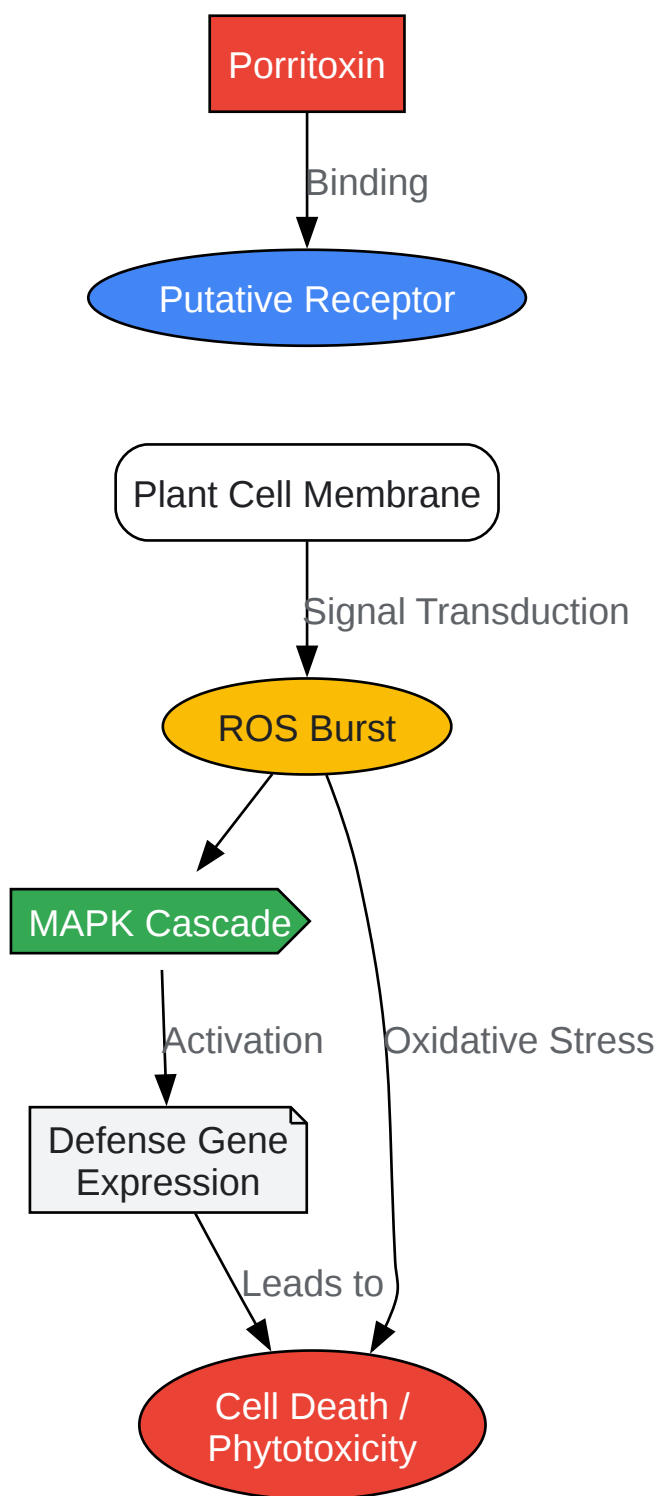 Porritoxin
Binding
Putative Receptor
Plant Cell Membrane
Signal Transduction
ROS Burst
MAPK Cascade
Activation
Oxidative Stress
Defense Gene
Expression
Leads to
Cell Death /
Phytotoxicity